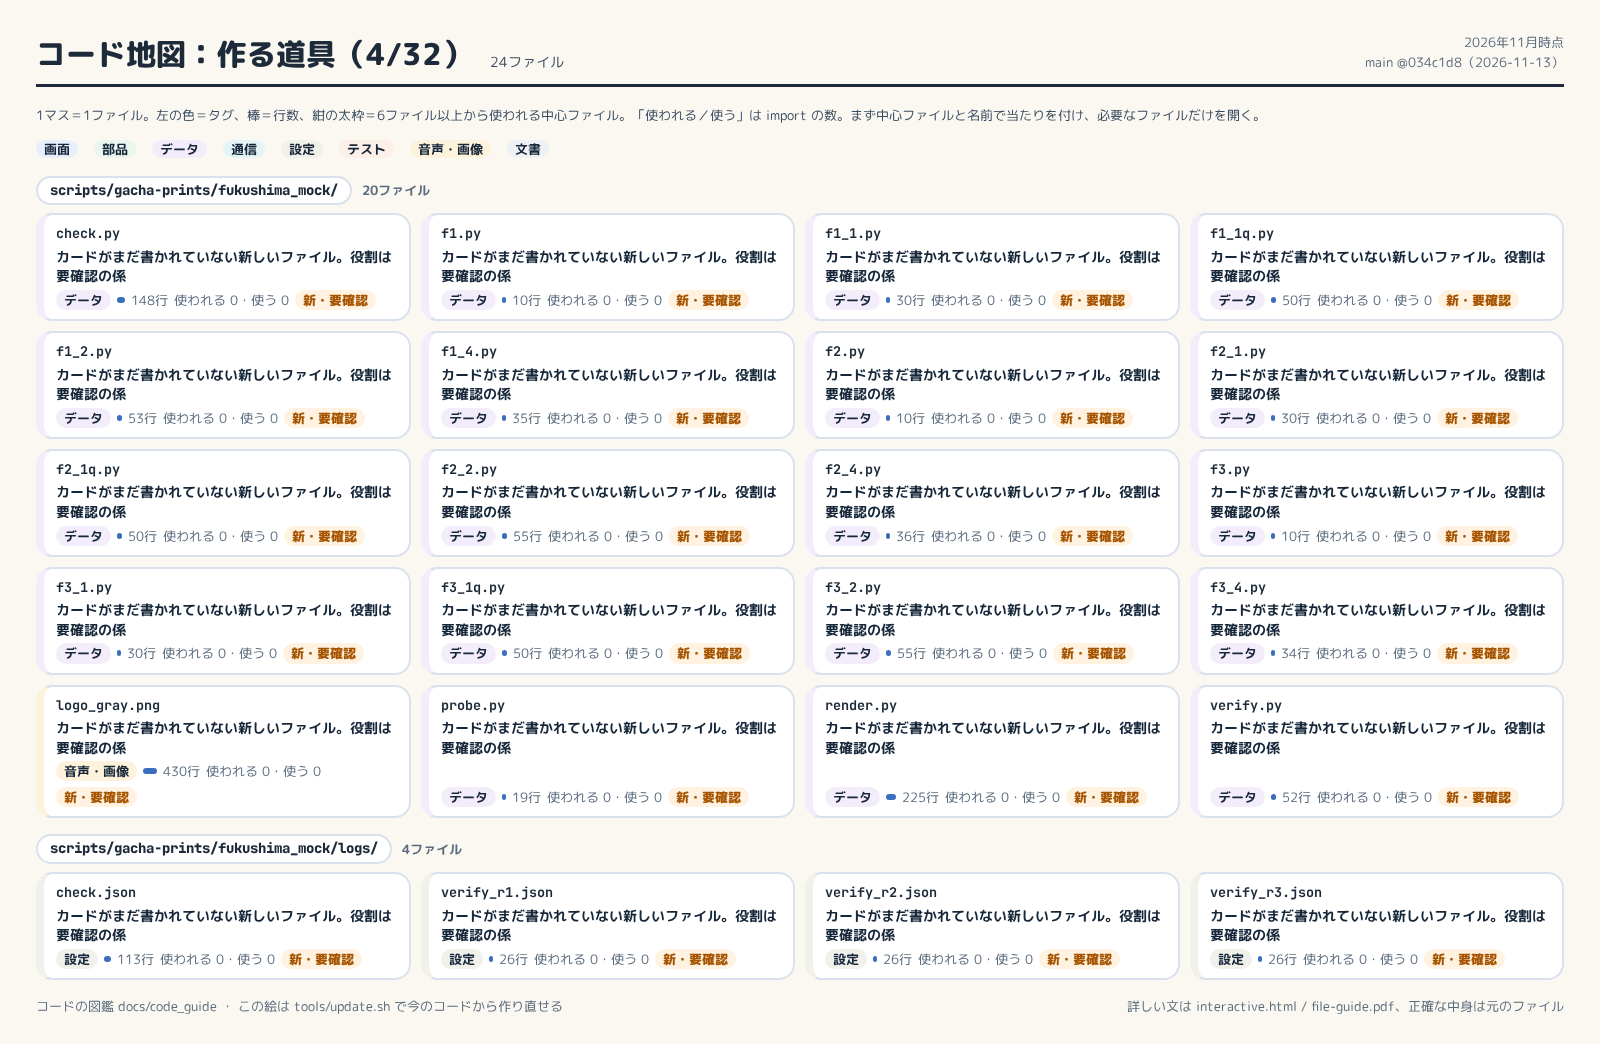 コード地図：作る道具（4/32）
24ファイル
2026年11月時点
main @034c1d8（2026-11-13）
1マス＝1ファイル。左の色＝タグ、棒＝行数、紺の太枠＝6ファイル以上から使われる中心ファイル。「使われる／使う」は import の数。まず中心ファイルと名前で当たりを付け、必要なファイルだけを開く。
画面 部品 データ 通信 設定 テスト 音声・画像 文書
scripts/gacha-prints/fukushima_mock/ 20ファイル
check.py
カードがまだ書かれていない新しいファイル。役割は
要確認の係
データ 148行 使われる 0・使う 0 新・要確認
f1.py
カードがまだ書かれていない新しいファイル。役割は
要確認の係
データ 10行 使われる 0・使う 0 新・要確認
f1_1.py
カードがまだ書かれていない新しいファイル。役割は
要確認の係
データ 30行 使われる 0・使う 0 新・要確認
f1_1q.py
カードがまだ書かれていない新しいファイル。役割は
要確認の係
データ 50行 使われる 0・使う 0 新・要確認
f1_2.py
カードがまだ書かれていない新しいファイル。役割は
要確認の係
データ 53行 使われる 0・使う 0 新・要確認
f1_4.py
カードがまだ書かれていない新しいファイル。役割は
要確認の係
データ 35行 使われる 0・使う 0 新・要確認
f2.py
カードがまだ書かれていない新しいファイル。役割は
要確認の係
データ 10行 使われる 0・使う 0 新・要確認
f2_1.py
カードがまだ書かれていない新しいファイル。役割は
要確認の係
データ 30行 使われる 0・使う 0 新・要確認
f2_1q.py
カードがまだ書かれていない新しいファイル。役割は
要確認の係
データ 50行 使われる 0・使う 0 新・要確認
f2_2.py
カードがまだ書かれていない新しいファイル。役割は
要確認の係
データ 55行 使われる 0・使う 0 新・要確認
f2_4.py
カードがまだ書かれていない新しいファイル。役割は
要確認の係
データ 36行 使われる 0・使う 0 新・要確認
f3.py
カードがまだ書かれていない新しいファイル。役割は
要確認の係
データ 10行 使われる 0・使う 0 新・要確認
f3_1.py
カードがまだ書かれていない新しいファイル。役割は
要確認の係
データ 30行 使われる 0・使う 0 新・要確認
f3_1q.py
カードがまだ書かれていない新しいファイル。役割は
要確認の係
データ 50行 使われる 0・使う 0 新・要確認
f3_2.py
カードがまだ書かれていない新しいファイル。役割は
要確認の係
データ 55行 使われる 0・使う 0 新・要確認
f3_4.py
カードがまだ書かれていない新しいファイル。役割は
要確認の係
データ 34行 使われる 0・使う 0 新・要確認
logo_gray.png
カードがまだ書かれていない新しいファイル。役割は
要確認の係
音声・画像 430行 使われる 0・使う 0
新・要確認
probe.py
カードがまだ書かれていない新しいファイル。役割は
要確認の係
データ 19行 使われる 0・使う 0 新・要確認
render.py
カードがまだ書かれていない新しいファイル。役割は
要確認の係
データ 225行 使われる 0・使う 0 新・要確認
verify.py
カードがまだ書かれていない新しいファイル。役割は
要確認の係
データ 52行 使われる 0・使う 0 新・要確認
scripts/gacha-prints/fukushima_mock/logs/ 4ファイル
check.json
カードがまだ書かれていない新しいファイル。役割は
要確認の係
設定 113行 使われる 0・使う 0 新・要確認
verify_r1.json
カードがまだ書かれていない新しいファイル。役割は
要確認の係
設定 26行 使われる 0・使う 0 新・要確認
verify_r2.json
カードがまだ書かれていない新しいファイル。役割は
要確認の係
設定 26行 使われる 0・使う 0 新・要確認
verify_r3.json
カードがまだ書かれていない新しいファイル。役割は
要確認の係
設定 26行 使われる 0・使う 0 新・要確認
コードの図鑑 docs/code_guide ・ この絵は tools/update.sh で今のコードから作り直せる
詳しい文は interactive.html / file-guide.pdf、正確な中身は元のファイル